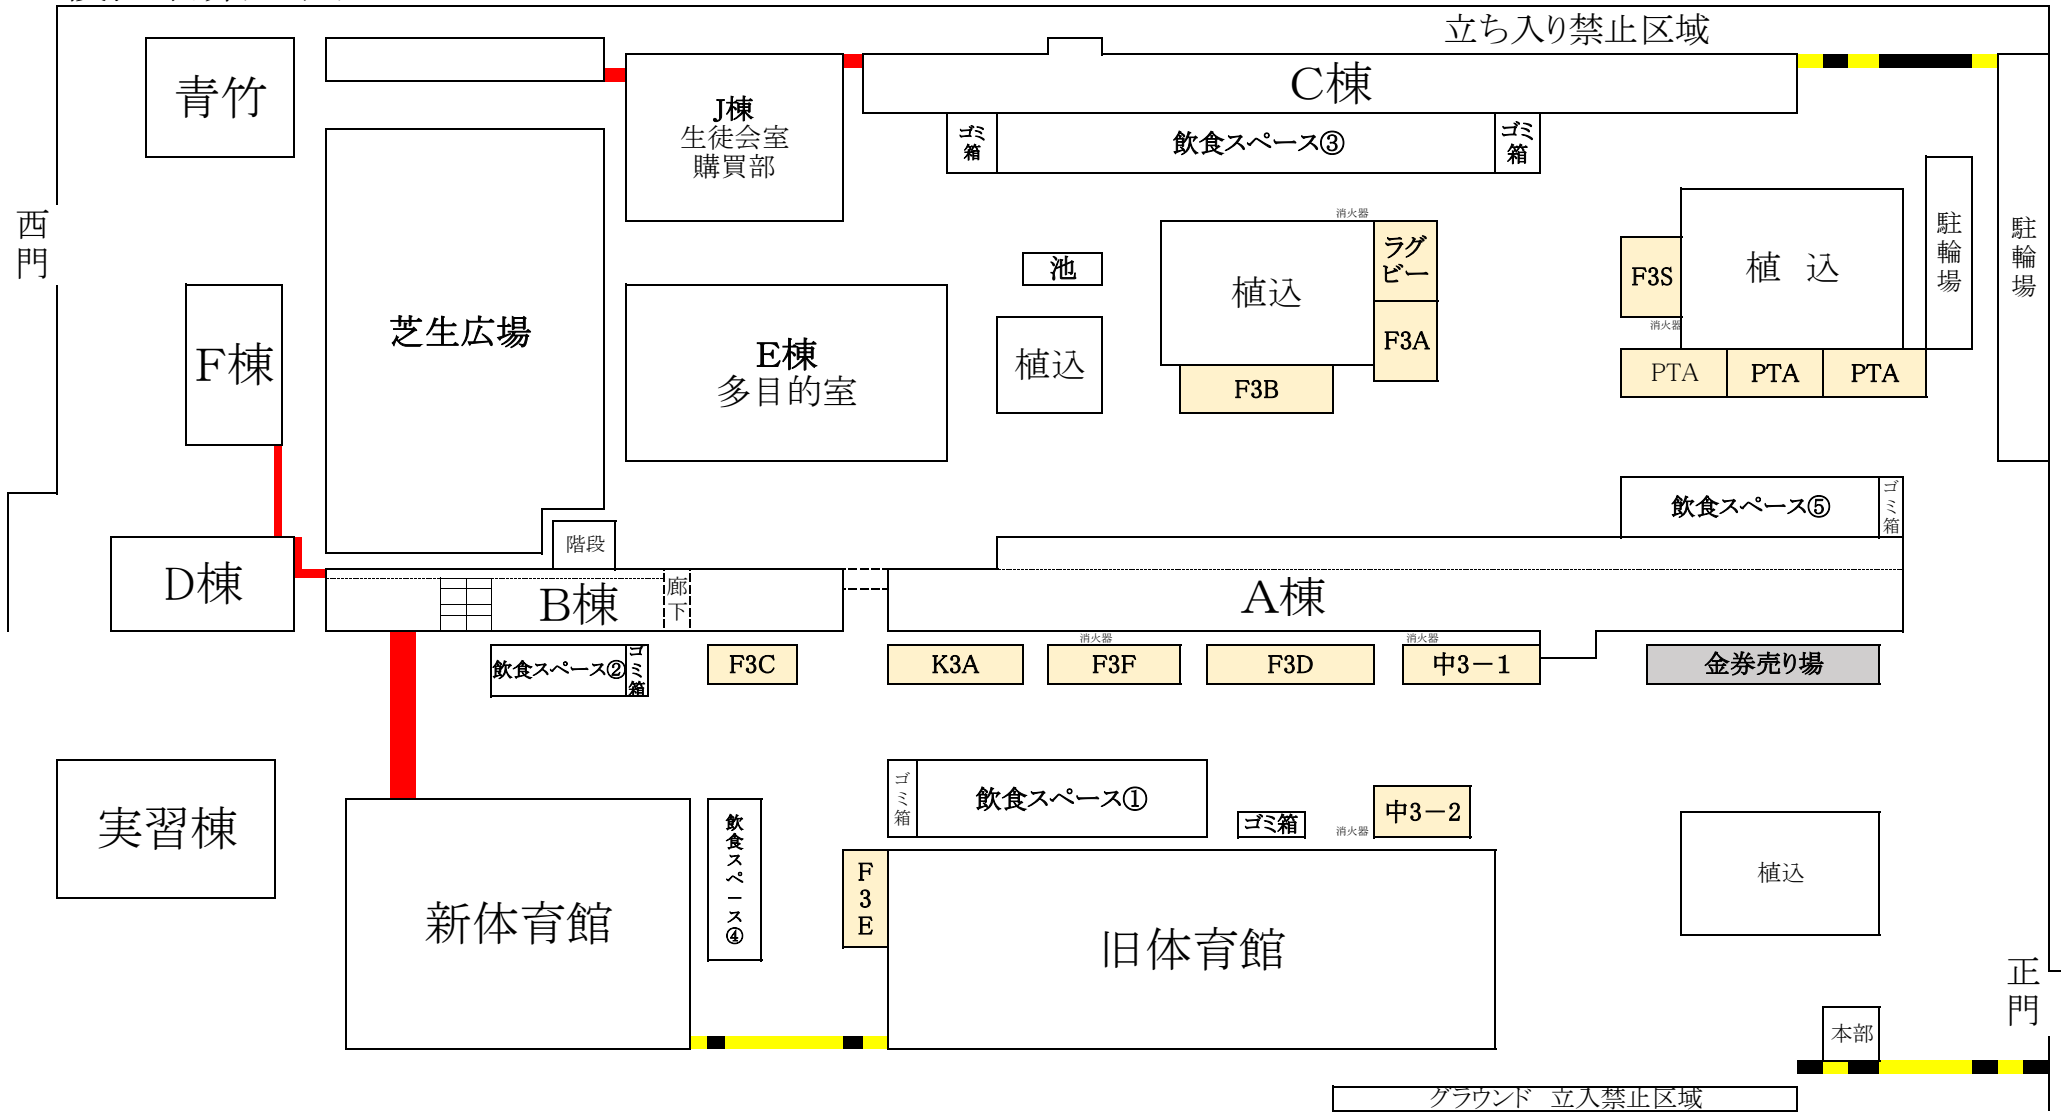 立ち入り禁止区域
青竹
J棟
生徒会室
購買部
C棟
ゴミ
箱
飲食スペース③
ゴミ
箱
西門
消火器
ラグ
ビー
池
植込
F3S
植 込
駐輪場
駐輪場
F棟
芝生広場
E棟
多目的室
植込
F3A
F3B
消火器
PTA
PTA
PTA
飲食スペース⑤
ゴミ箱
階段
D棟
B棟
廊下
A棟
飲食スペース②
ゴミ箱
F3C
K3A
消火器
F3F
F3D
消火器
中3－1
金券売り場
実習棟
ゴミ箱
飲食スペース①
ゴミ箱
消火器
中3－2
飲食スペース④
F3E
植込
新体育館
旧体育館
正門
本部
グラウンド 立入禁止区域